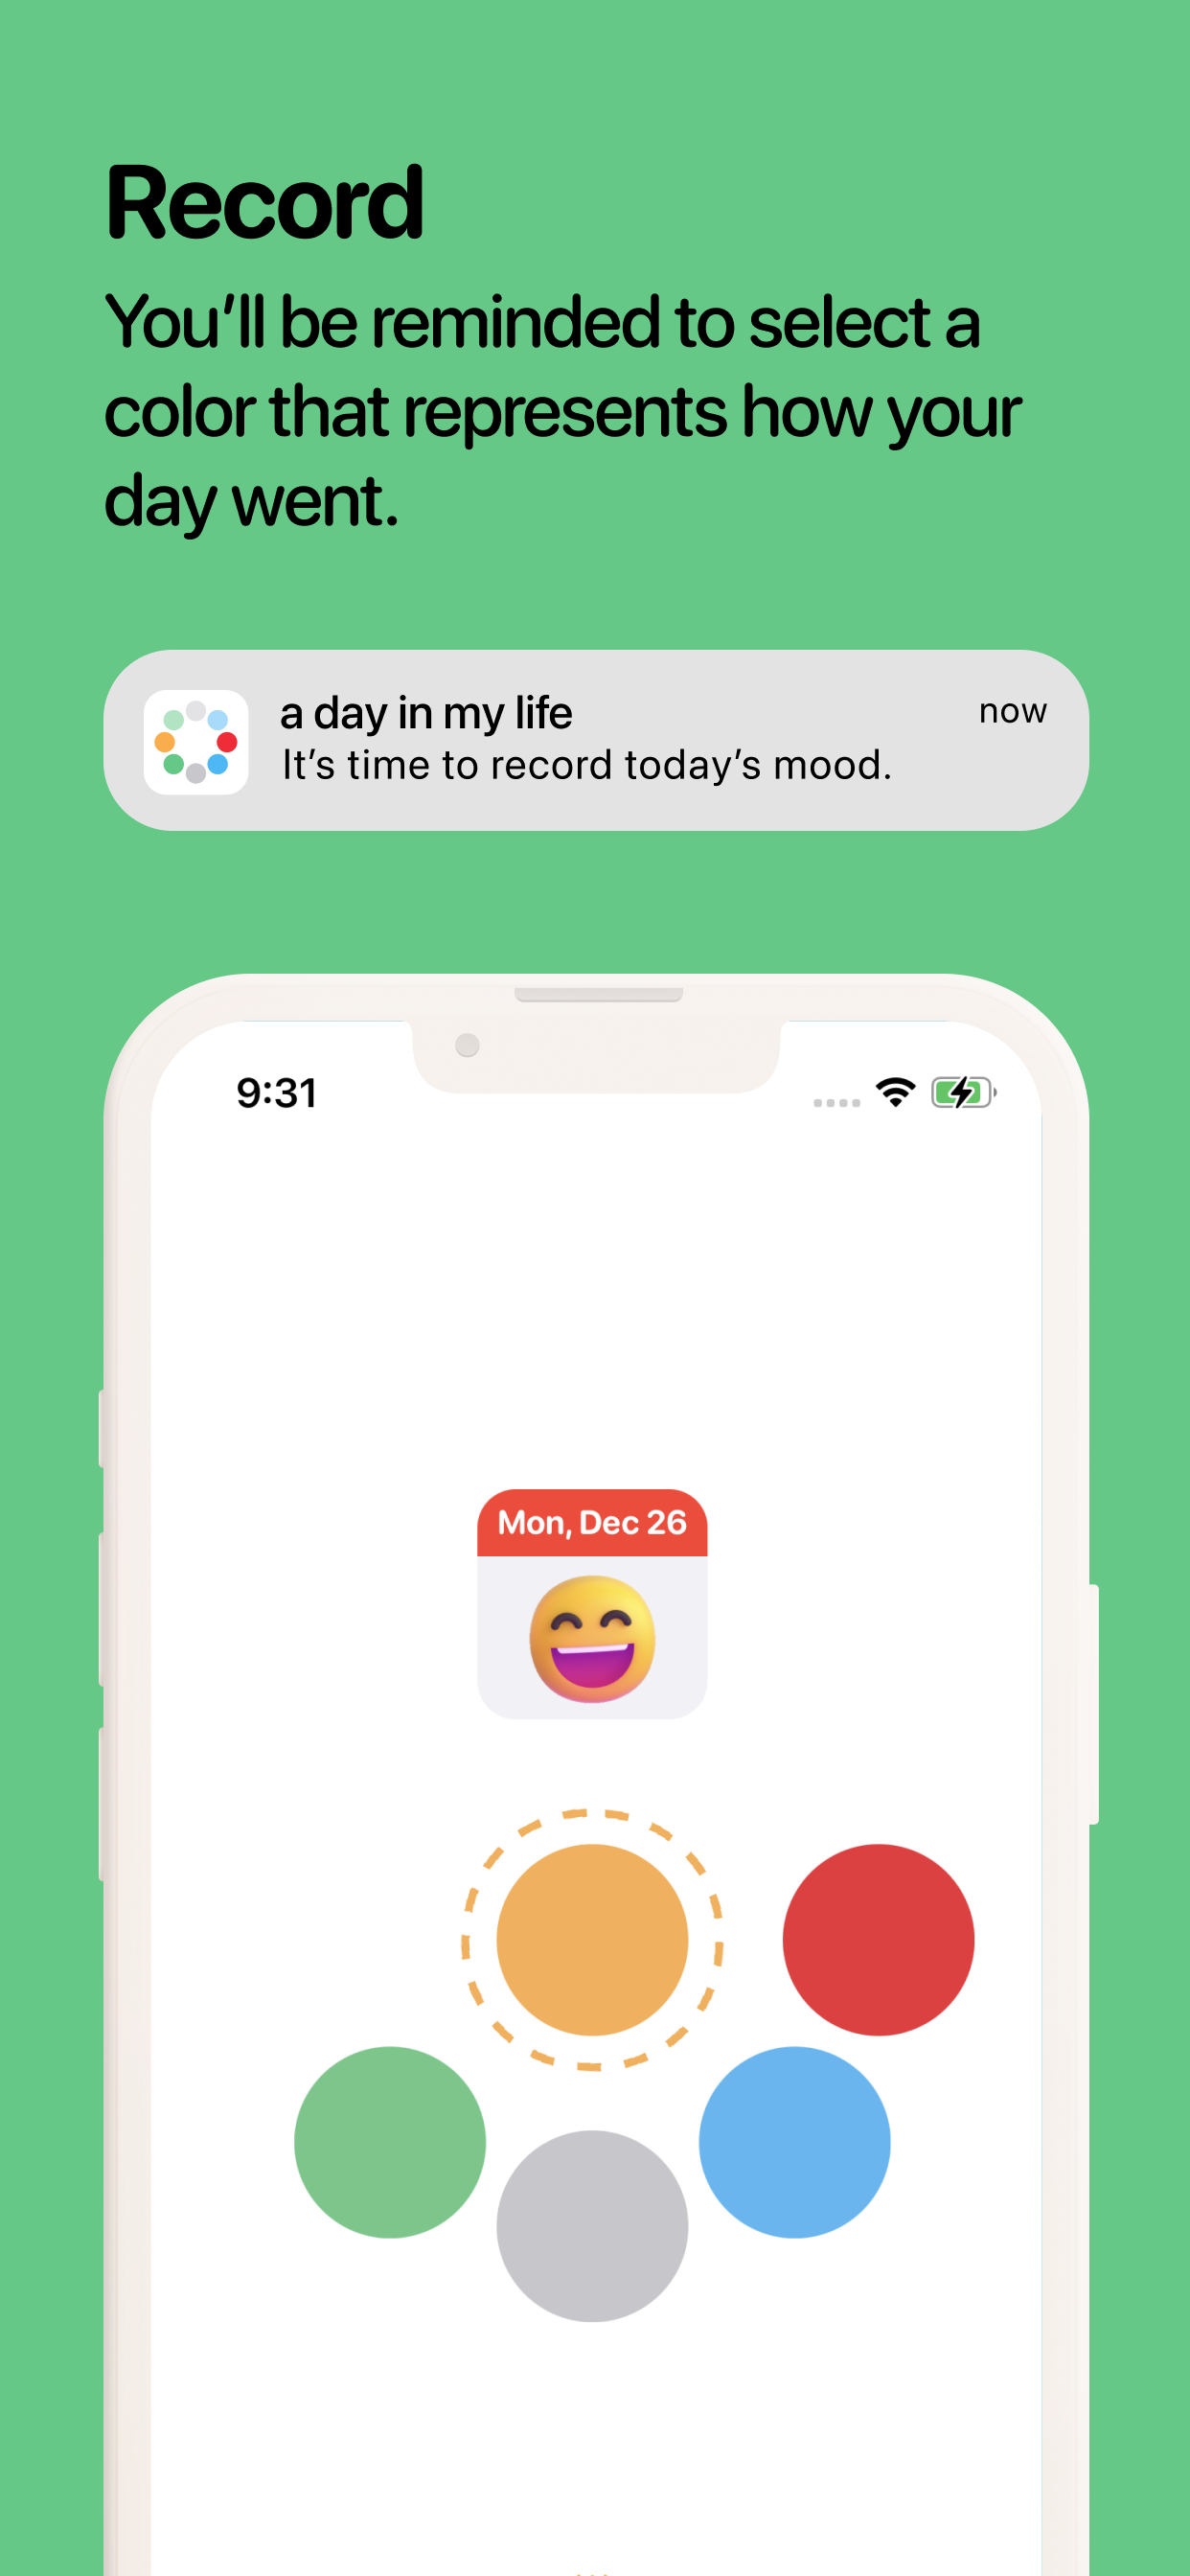 Record
You’ll be reminded to select a
color that represents how your
day went.
a day in my life
now
It’s time to record today’s mood.
9:31
Mon, Dec 26